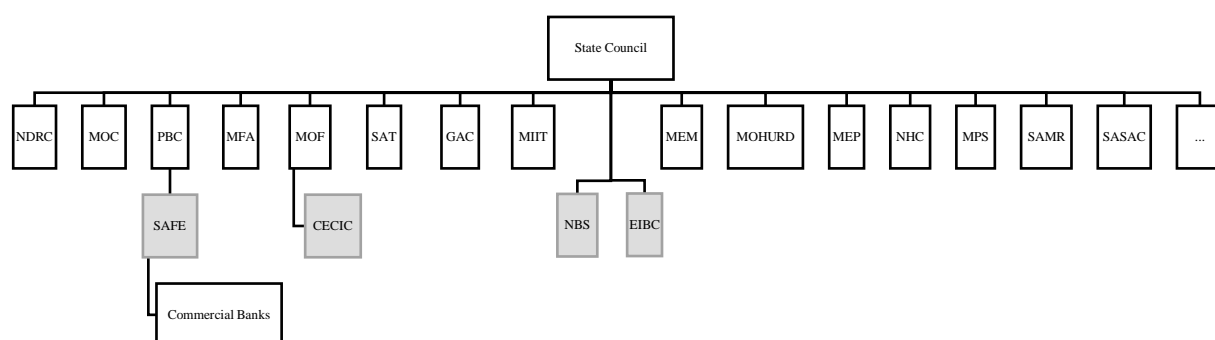 State Council
NDRC
MOC
PBC
MFA
MOF
SAT
GAC
MIIT
MEM
MOHURD
MEP
NHC
MPS
SAMR
SASAC
...
SAFE
CECIC
NBS
EIBC
Commercial Banks